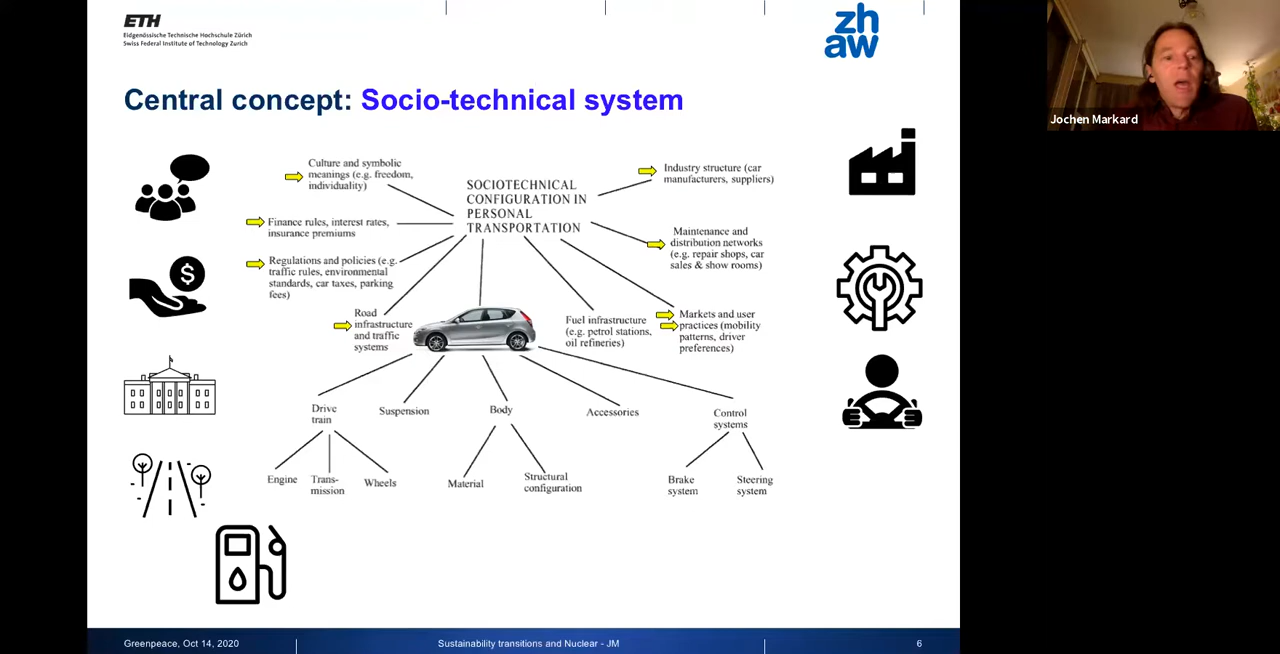 ETH
Eidgenössische Technische Hochschule Zürich
Swiss Federal Institute of Technology Zurich
zh
aw
Jochen Markard
Central concept: Socio-technical system
Culture and symbolic
meanings (e.g. freedom,
individuality)
SOCIOTECHNICAL
CONFIGURATION IN
PERSONAL
TRANSPORTATION
Industry structure (car
manufacturers, suppliers)
Finance rules, interest rates,
insurance premiums
Maintenance and
distribution networks
(e.g. repair shops, car
sales & show rooms)
Regulations and policies (e.g.
traffic rules, environmental
standards, car taxes, parking
fees)
Road
infrastructure
and traffic
systems
Fuel infrastructure
(e.g. petrol stations,
oil refineries)
Markets and user
practices (mobility
patterns, driver
preferences)
Drive
train
Suspension
Body
Accessories
Control
systems
Engine
Trans-
mission
Wheels
Material
Structural
configuration
Brake
system
Steering
system
$
Greenpeace, Oct 14, 2020
Sustainability transitions and Nuclear - JM
6